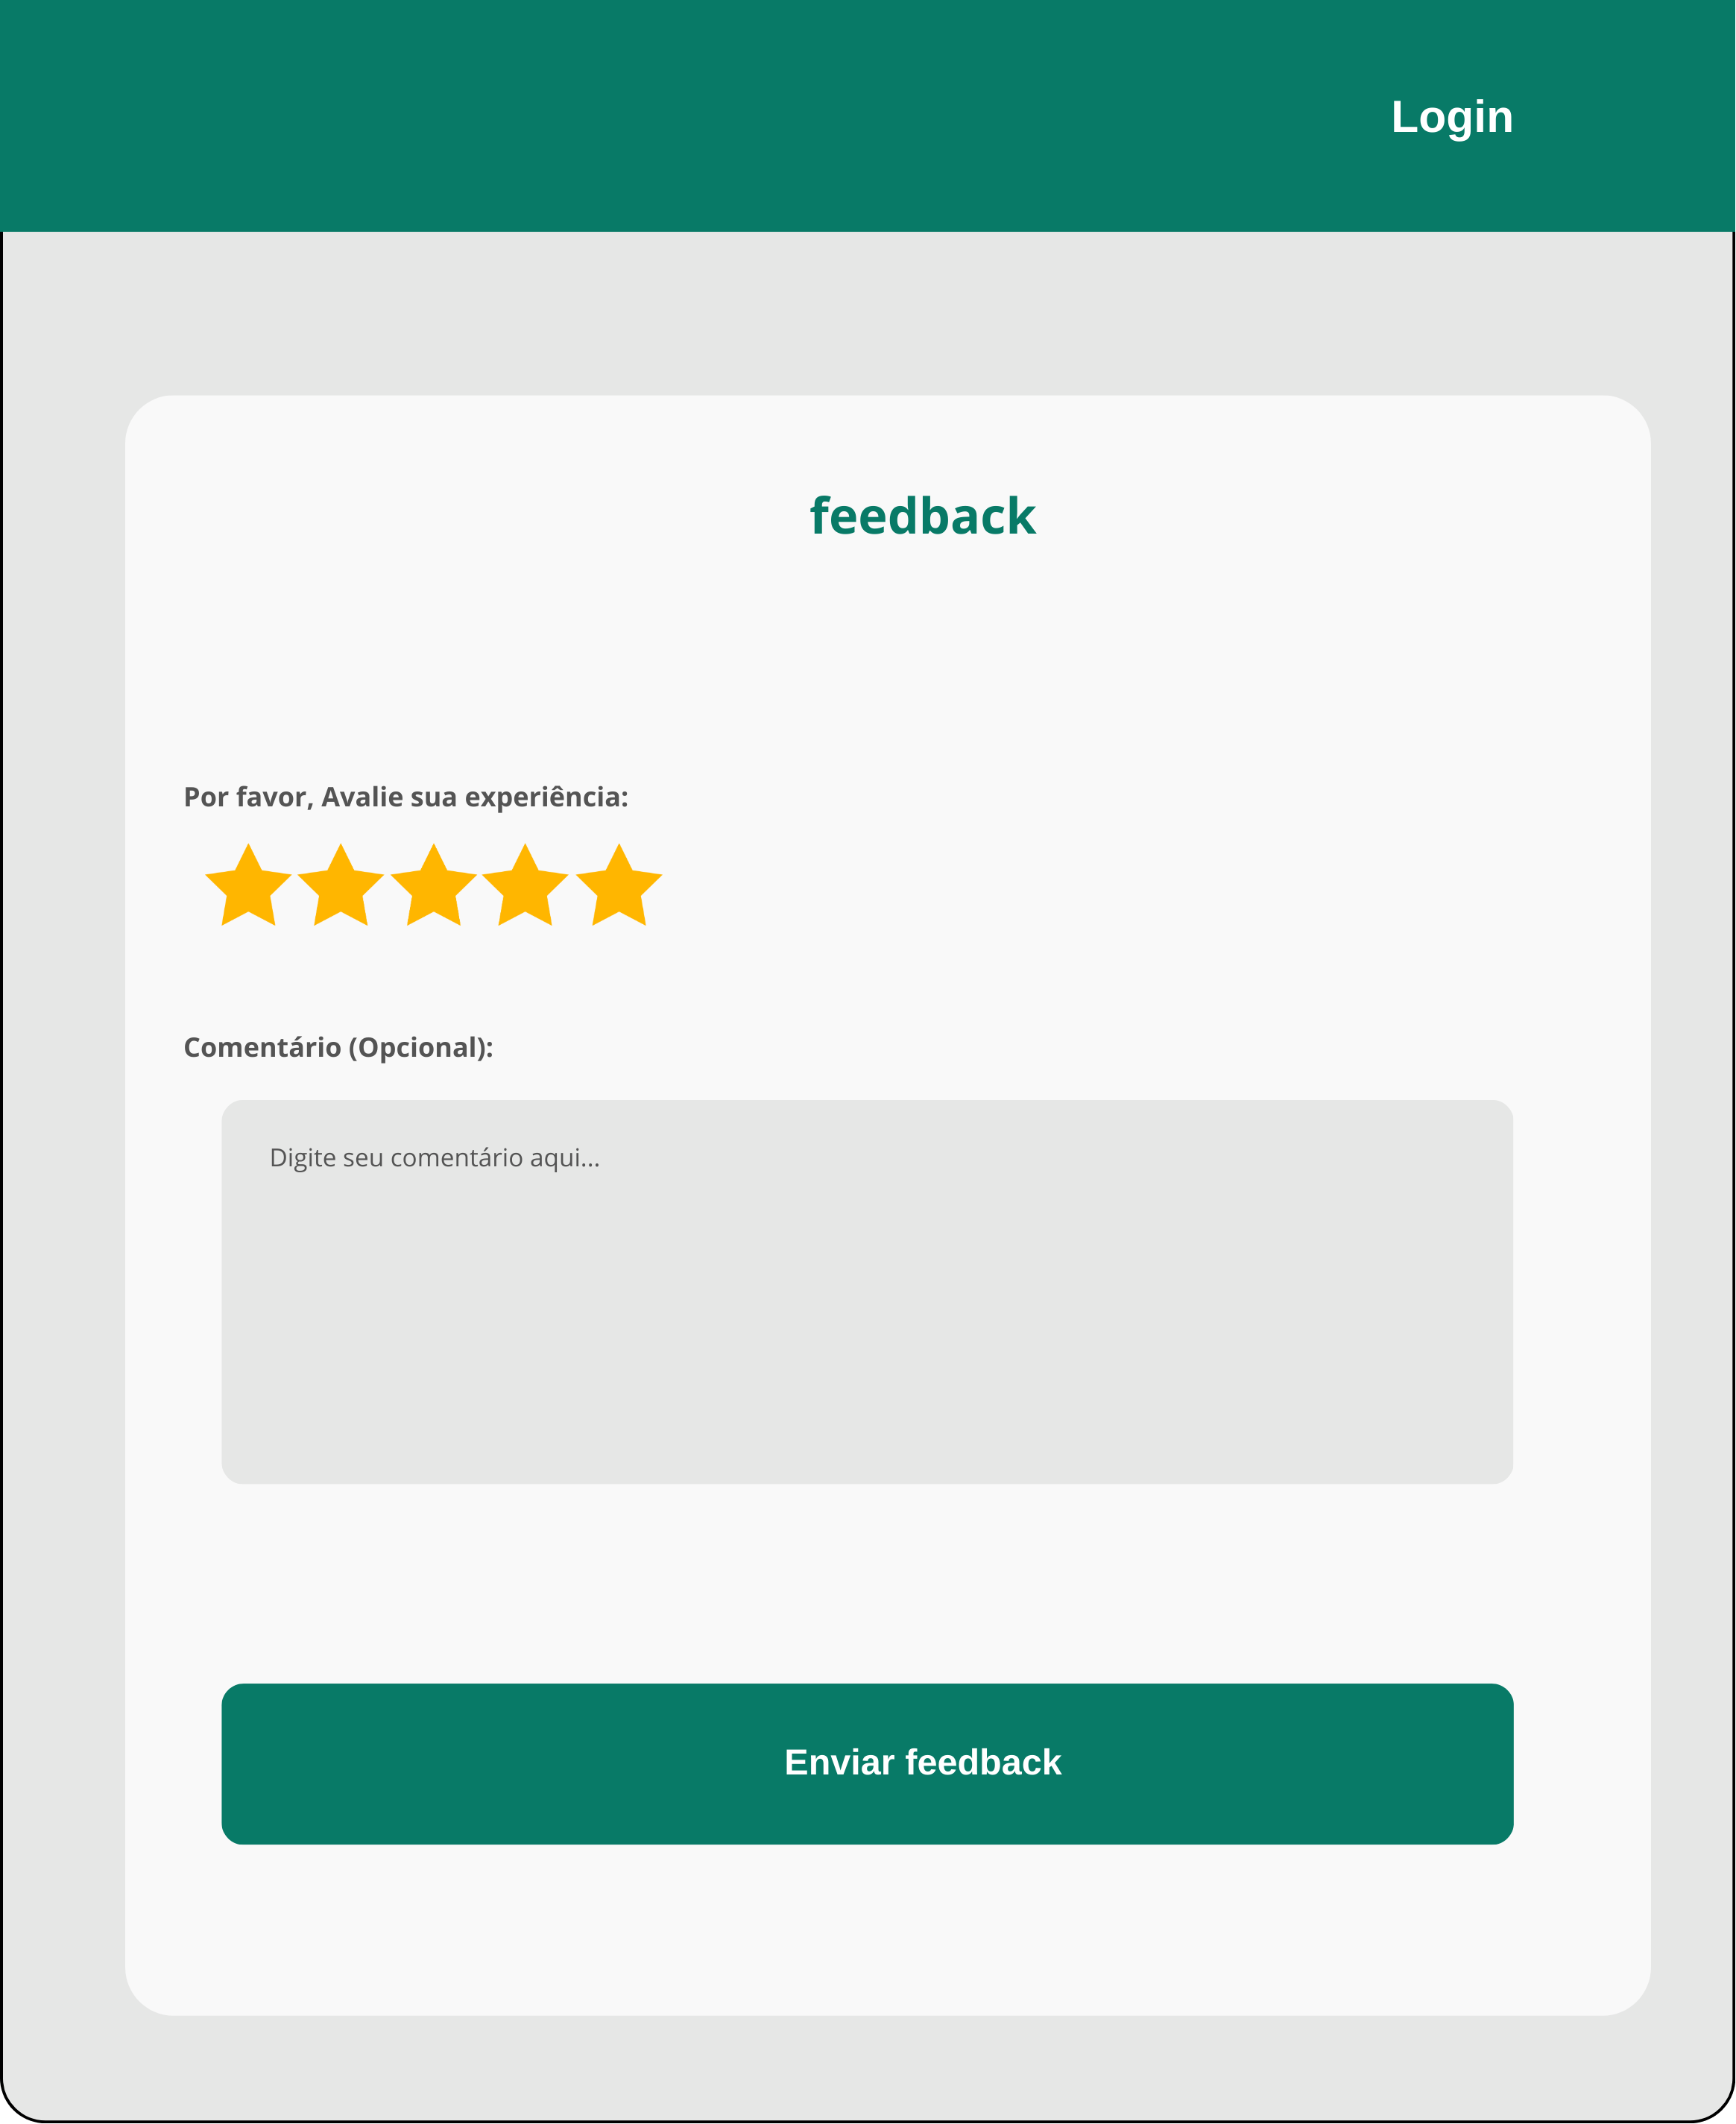 Login
feedback
Por favor, Avalie sua experiência:
Comentário (Opcional):
Digite seu comentário aqui...
Enviar feedback